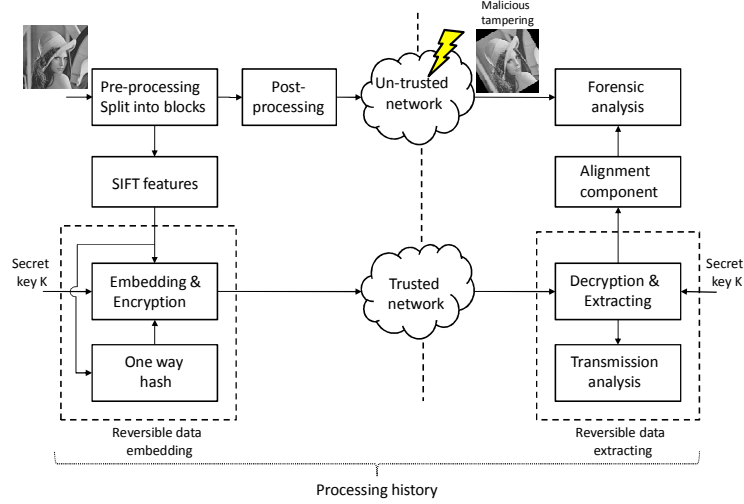 Malicious
tampering
Pre-processing
Split into blocks
Post-
processing
Un-trusted
network
Forensic
analysis
SIFT features
Alignment
component
Secret
key K
Embedding &
Encryption
Trusted
network
Decryption &
Extracting
Secret
key K
One way
hash
Transmission
analysis
Reversible data
embedding
Reversible data
extracting
Processing history